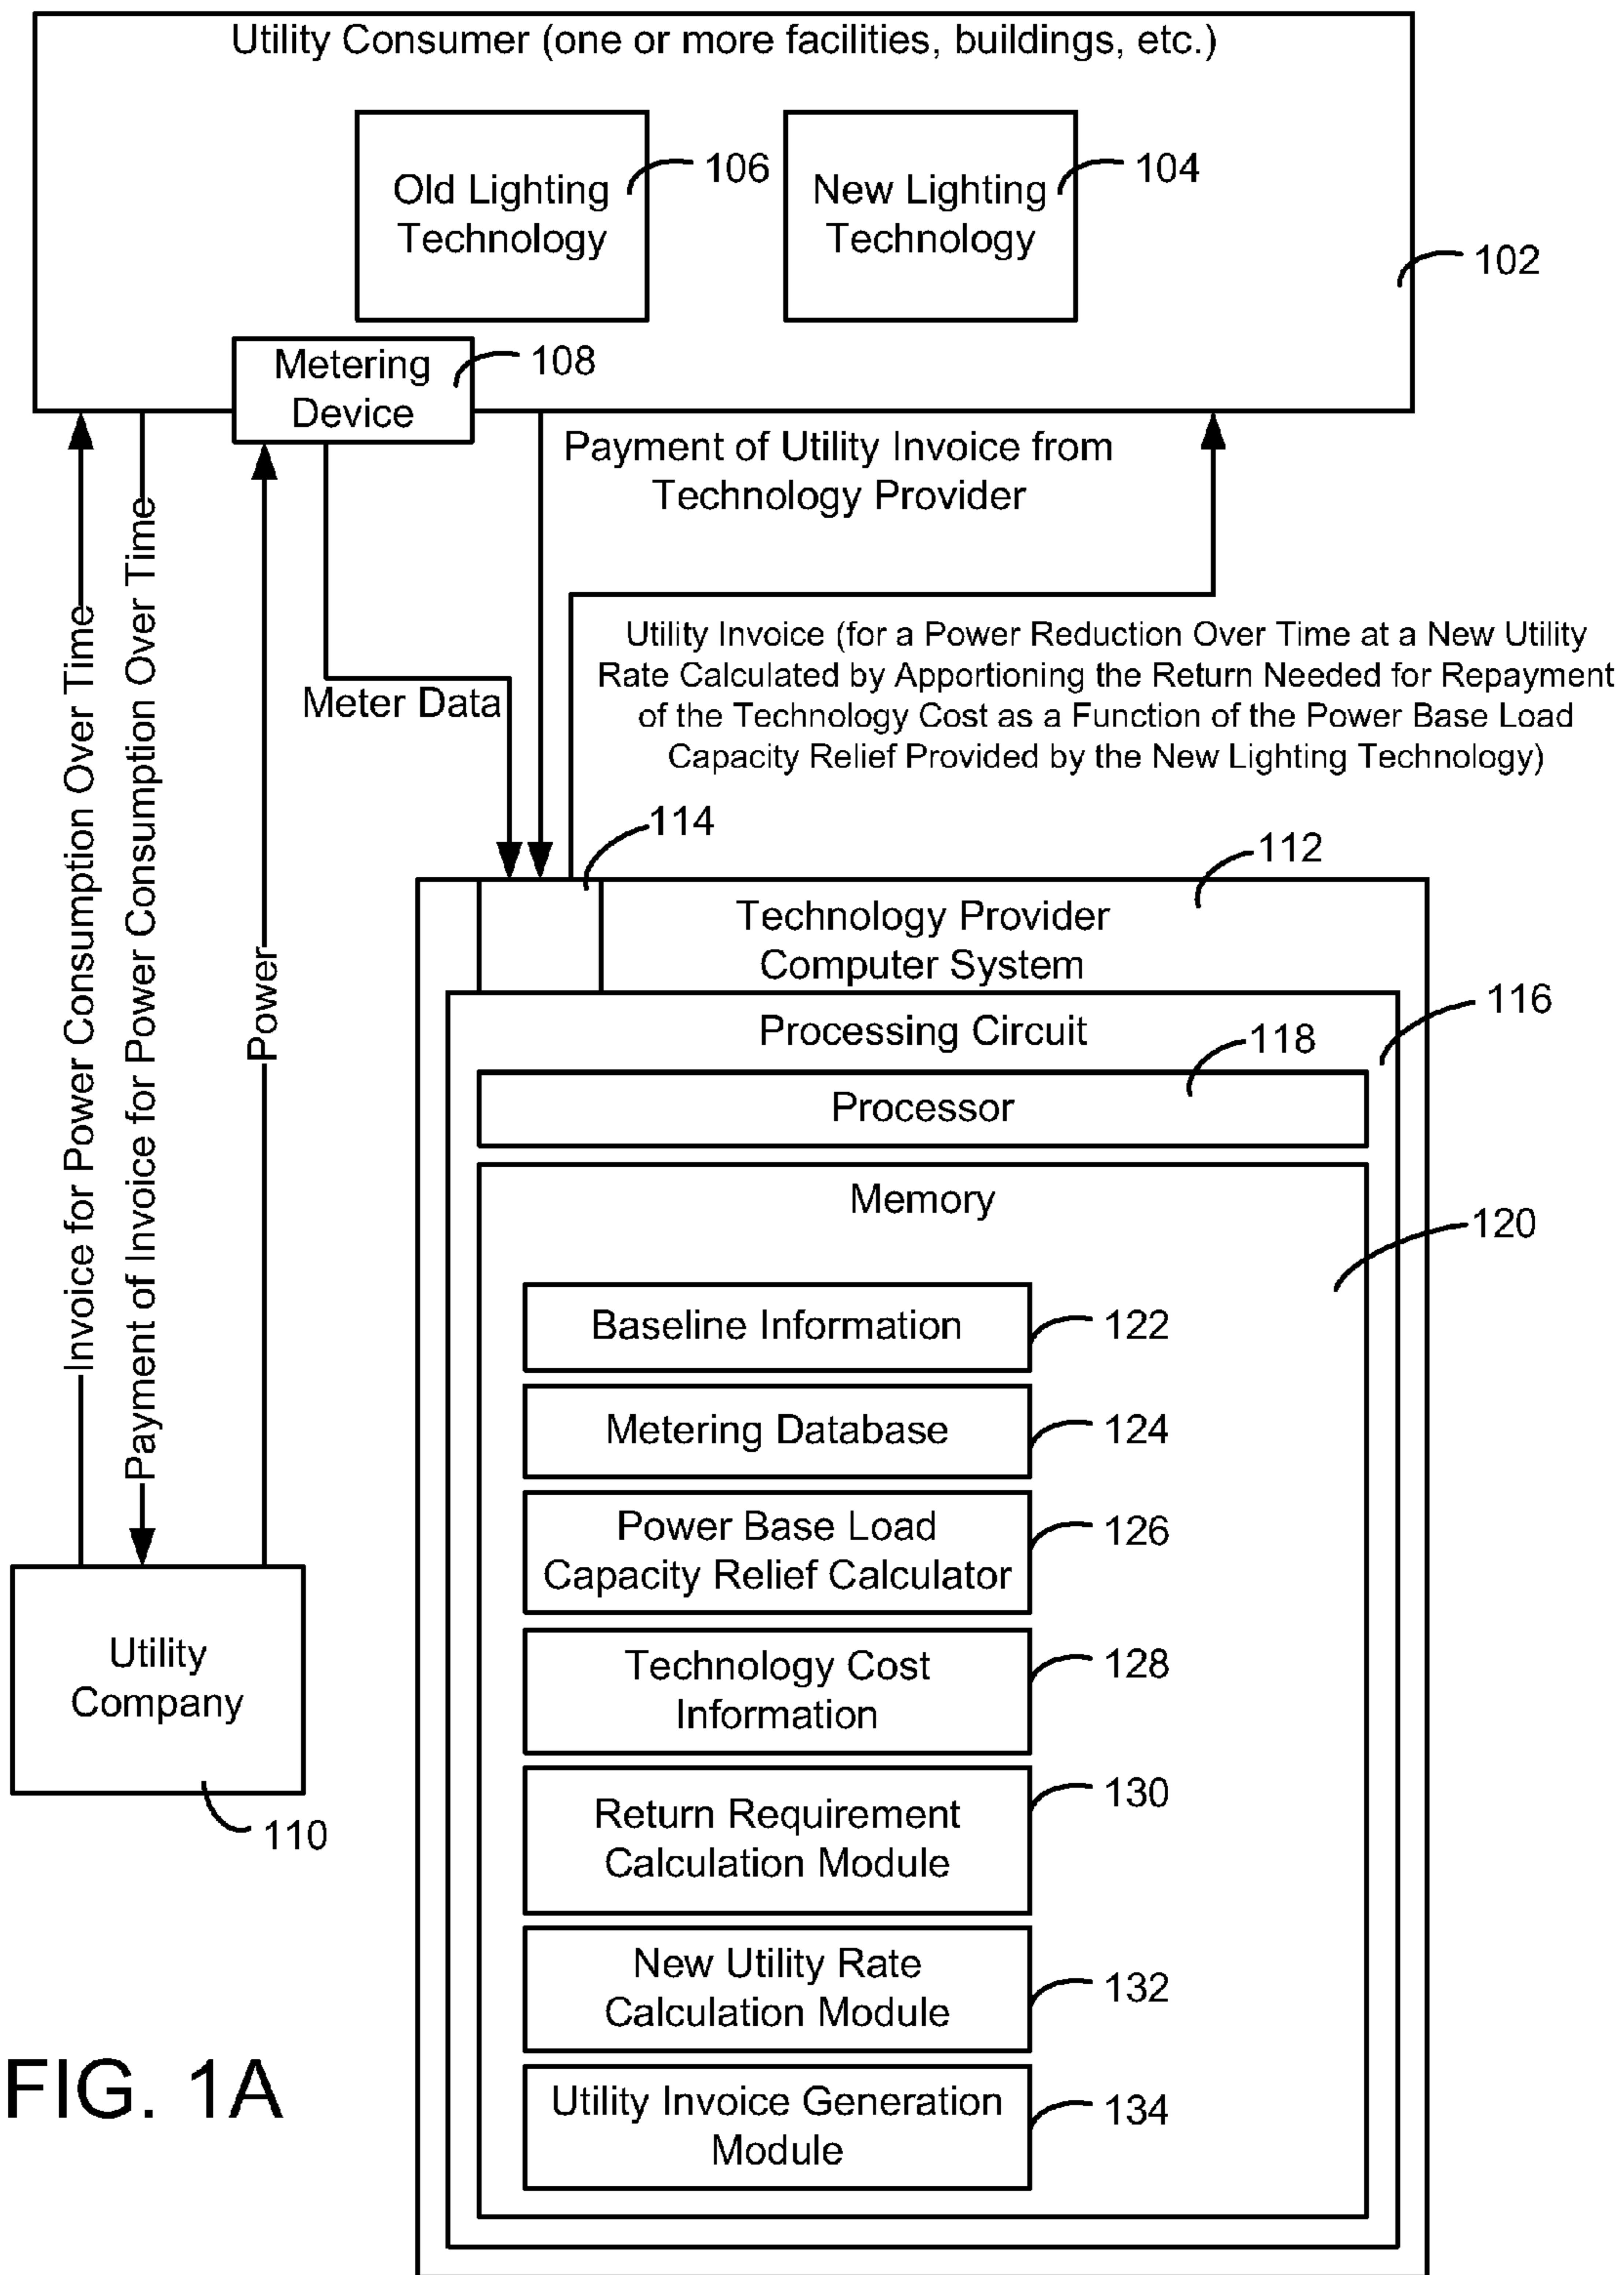 Utility Consumer (one or more facilities, buildings, etc.)
Old Lighting
Technology
106
New Lighting
Technology
104
102
Metering
Device
108
Payment of Utility Invoice from
Technology Provider
Invoice for Power Consumption Over Time
Payment of Invoice for Power Consumption Over Time
Power
Meter Data
Utility Invoice (for a Power Reduction Over Time at a New Utility
Rate Calculated by Apportioning the Return Needed for Repayment
of the Technology Cost as a Function of the Power Base Load
Capacity Relief Provided by the New Lighting Technology)
114
112
Technology Provider
Computer System
116
Processing Circuit
118
Processor
Memory
120
Baseline Information
122
Metering Database
124
Power Base Load
Capacity Relief Calculator
126
Technology Cost
Information
128
Return Requirement
Calculation Module
130
New Utility Rate
Calculation Module
132
Utility Invoice Generation
Module
134
Utility
Company
110
FIG. 1A